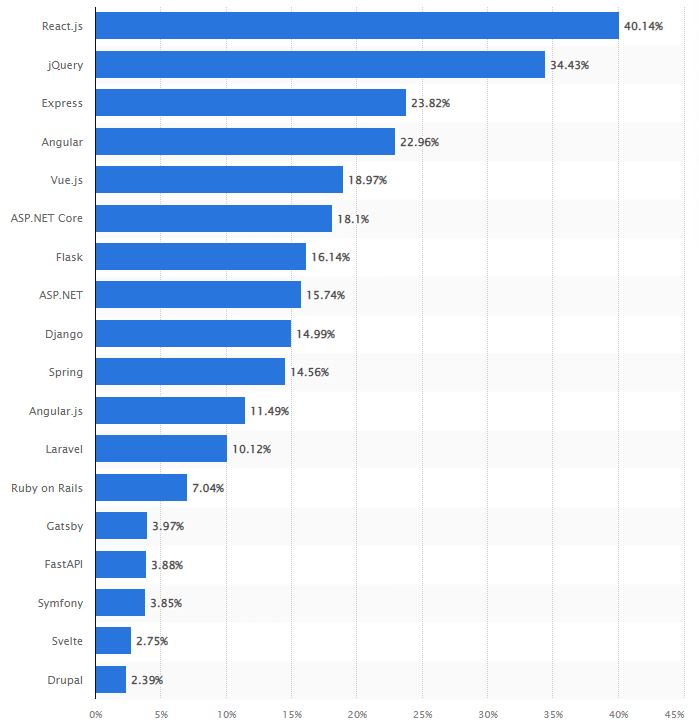 React.js 40.14%
jQuery 34.43%
Express 23.82%
Angular 22.96%
Vue.js 18.97%
ASP.NET Core 18.1%
Flask 16.14%
ASP.NET 15.74%
Django 14.99%
Spring 14.56%
Angular.js 11.49%
Laravel 10.12%
Ruby on Rails 7.04%
Gatsby 3.97%
FastAPI 3.88%
Symfony 3.85%
Svelte 2.75%
Drupal 2.39%
0% 5% 10% 15% 20% 25% 30% 35% 40% 45%